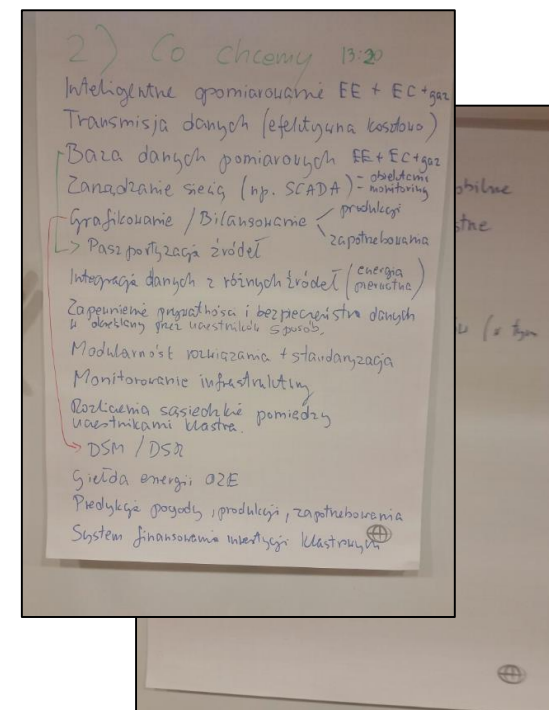 2) Co chcemy 13:20
Inteligentne opomiarowanie EE + EC + gaz
Transmisja danych (efektywna kosztowo)
Baza danych pomiarowych EE + EC + gaz
Zarządzanie siecią (np. SCADA) - obiektami
- monitoring
Grafikowanie / Bilansowanie produkcji
zapotrzebowania
Paszportyzacja źródeł
Integracja danych z różnych źródeł (energia pierwotna)
Zapewnienie prywatności i bezpieczeństwa danych
w określony przez uczestników sposób.
Modularność rozwiązania + standaryzacja
Monitorowanie infrastruktury
Rozliczenia sąsiedzkie pomiędzy
uczestnikami klastra.
DSM / DSR
Giełda energii OZE
Predykcja pogody, produkcji, zapotrzebowania
System finansowania inwestycji klastrowych